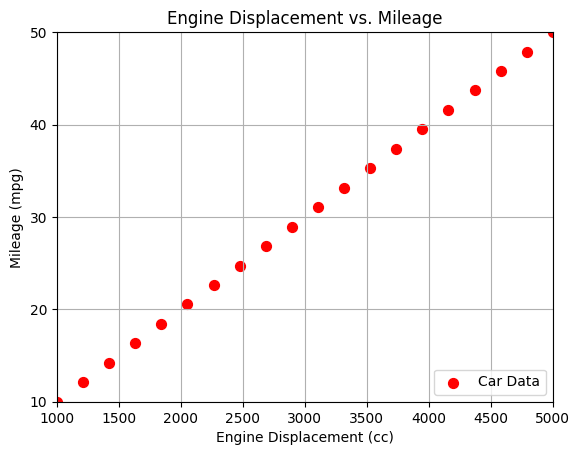 Engine Displacement vs. Mileage
50
40
30
20
10
Mileage (mpg)
Car Data
1000 1500 2000 2500 3000 3500 4000 4500 5000
Engine Displacement (cc)